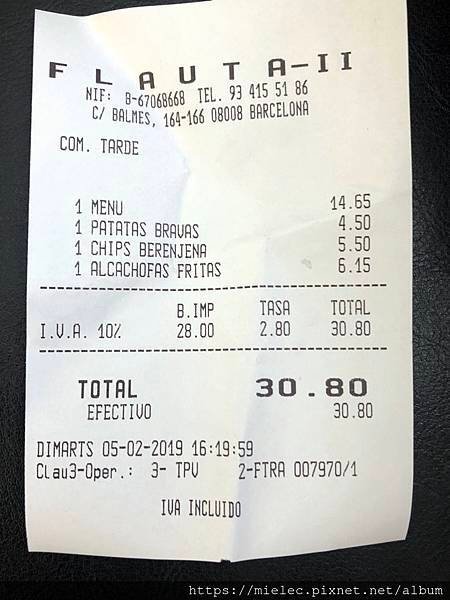 FLAUTA-II
NIF: B-67068668 TEL. 93 415 51 86
C/ BALMES, 164-166 08008 BARCELONA
COM. TARDE
1 MENU 14.65
1 PATATAS BRAVAS 4.50
1 CHIPS BERENJENA 5.50
1 ALCACHOFAS FRITAS 6.15
B.IMP TASA TOTAL
I.V.A. 10% 28.00 2.80 30.80
TOTAL 30.80
EFECTIVO 30.80
DIMARTS 05-02-2019 16:19:59
Clau3-Oper.: 3- TPV 2-FTRA 007970/1
IVA INCLUIDO
https://mielec.pixnet.net/album